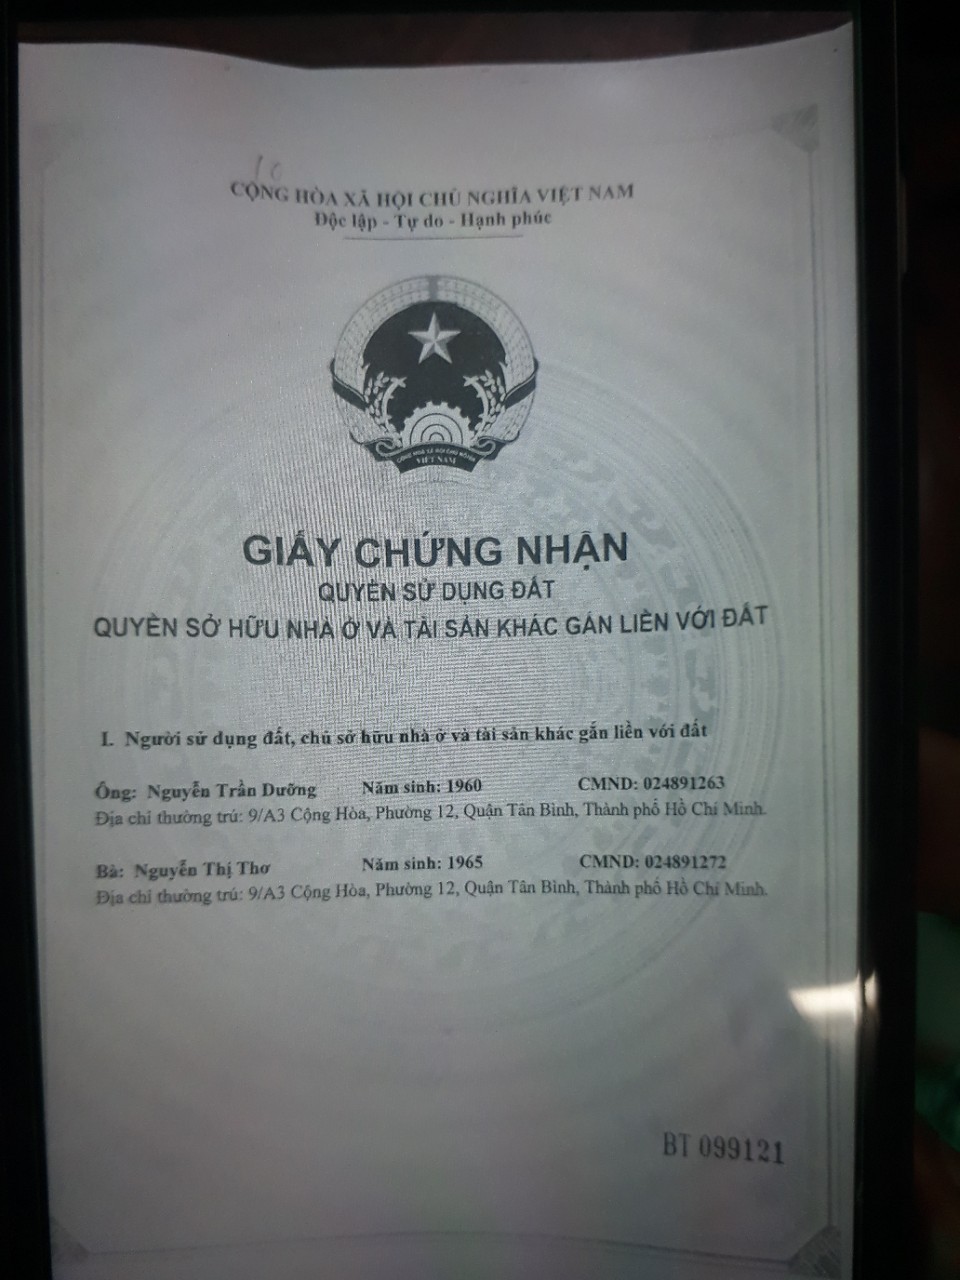 10
CỘNG HÒA XÃ HỘI CHỦ NGHĨA VIỆT NAM
Độc lập - Tự do - Hạnh phúc
CỘNG HÒA XÃ HỘI CHỦ NGHĨA
VIỆT NAM
GIẤY CHỨNG NHẬN
QUYỀN SỬ DỤNG ĐẤT
QUYỀN SỞ HỮU NHÀ Ở VÀ TÀI SẢN KHÁC GẮN LIỀN VỚI ĐẤT
I. Người sử dụng đất, chủ sở hữu nhà ở và tài sản khác gắn liền với đất
Ông: Nguyễn Trần Dưỡng Năm sinh: 1960 CMND: 024891263
Địa chỉ thường trú: 9/A3 Cộng Hòa, Phường 12, Quận Tân Bình, Thành phố Hồ Chí Minh.
Bà: Nguyễn Thị Thơ Năm sinh: 1965 CMND: 024891272
Địa chỉ thường trú: 9/A3 Cộng Hòa, Phường 12, Quận Tân Bình, Thành phố Hồ Chí Minh.
BT 099121